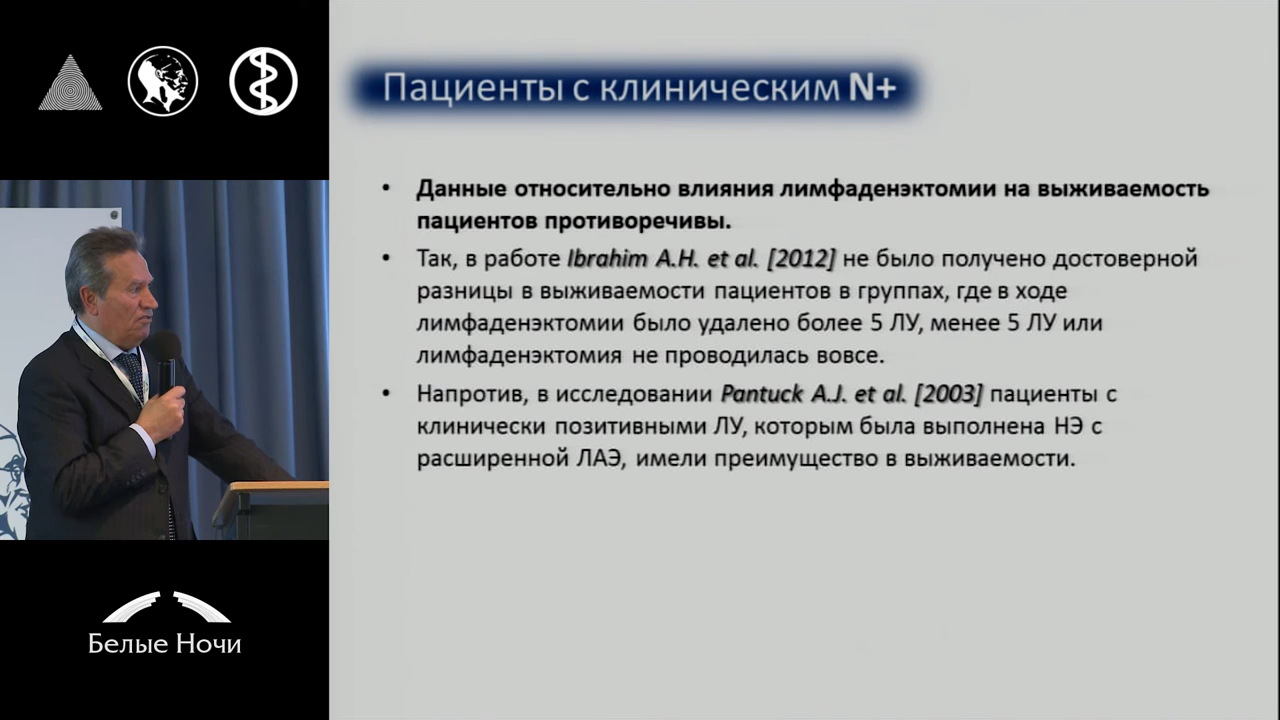 Пациенты с клиническим N+
• Данные относительно влияния лимфаденэктомии на выживаемость
пациентов противоречивы.
• Так, в работе Ibrahim A.H. et al. [2012] не было получено достоверной
разницы в выживаемости пациентов в группах, где в ходе
лимфаденэктомии было удалено более 5 ЛУ, менее 5 ЛУ или
лимфаденэктомия не проводилась вовсе.
• Напротив, в исследовании Pantuck A.J. et al. [2003] пациенты с
клинически позитивными ЛУ, которым была выполнена НЭ с
расширенной ЛАЭ, имели преимущество в выживаемости.
Белые Ночи